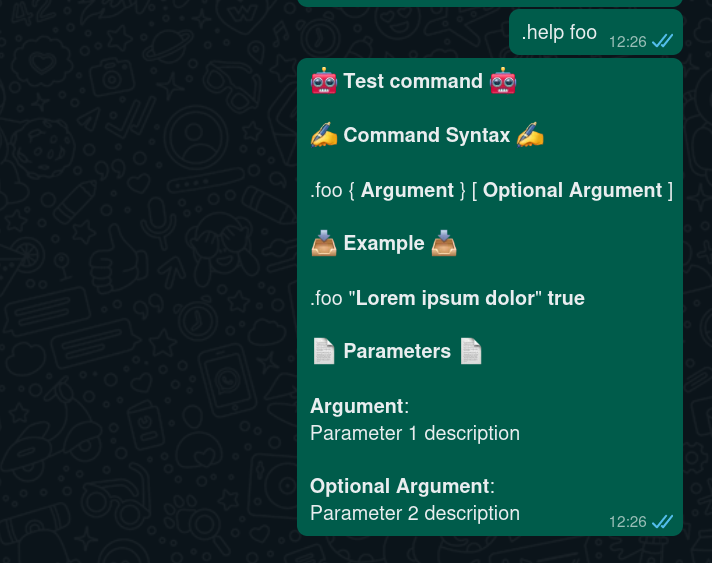 .help foo 12:26
🤖 Test command 🤖
✍️ Command Syntax ✍️
.foo { Argument } [ Optional Argument ]
📥 Example 📥
.foo "Lorem ipsum dolor" true
📄 Parameters 📄
Argument:
Parameter 1 description
Optional Argument:
Parameter 2 description 12:26